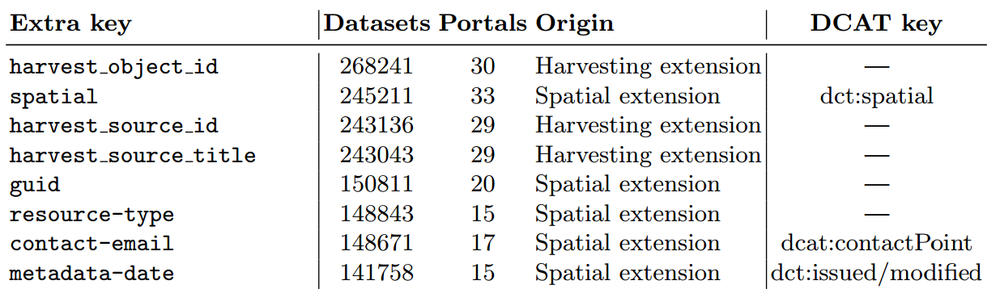 Extra key Datasets Portals Origin DCAT key
harvest_object_id 268241 30 Harvesting extension —
spatial 245211 33 Spatial extension dct:spatial
harvest_source_id 243136 29 Harvesting extension —
harvest_source_title 243043 29 Harvesting extension —
guid 150811 20 Spatial extension —
resource-type 148843 15 Spatial extension —
contact-email 148671 17 Spatial extension dcat:contactPoint
metadata-date 141758 15 Spatial extension dct:issued/modified